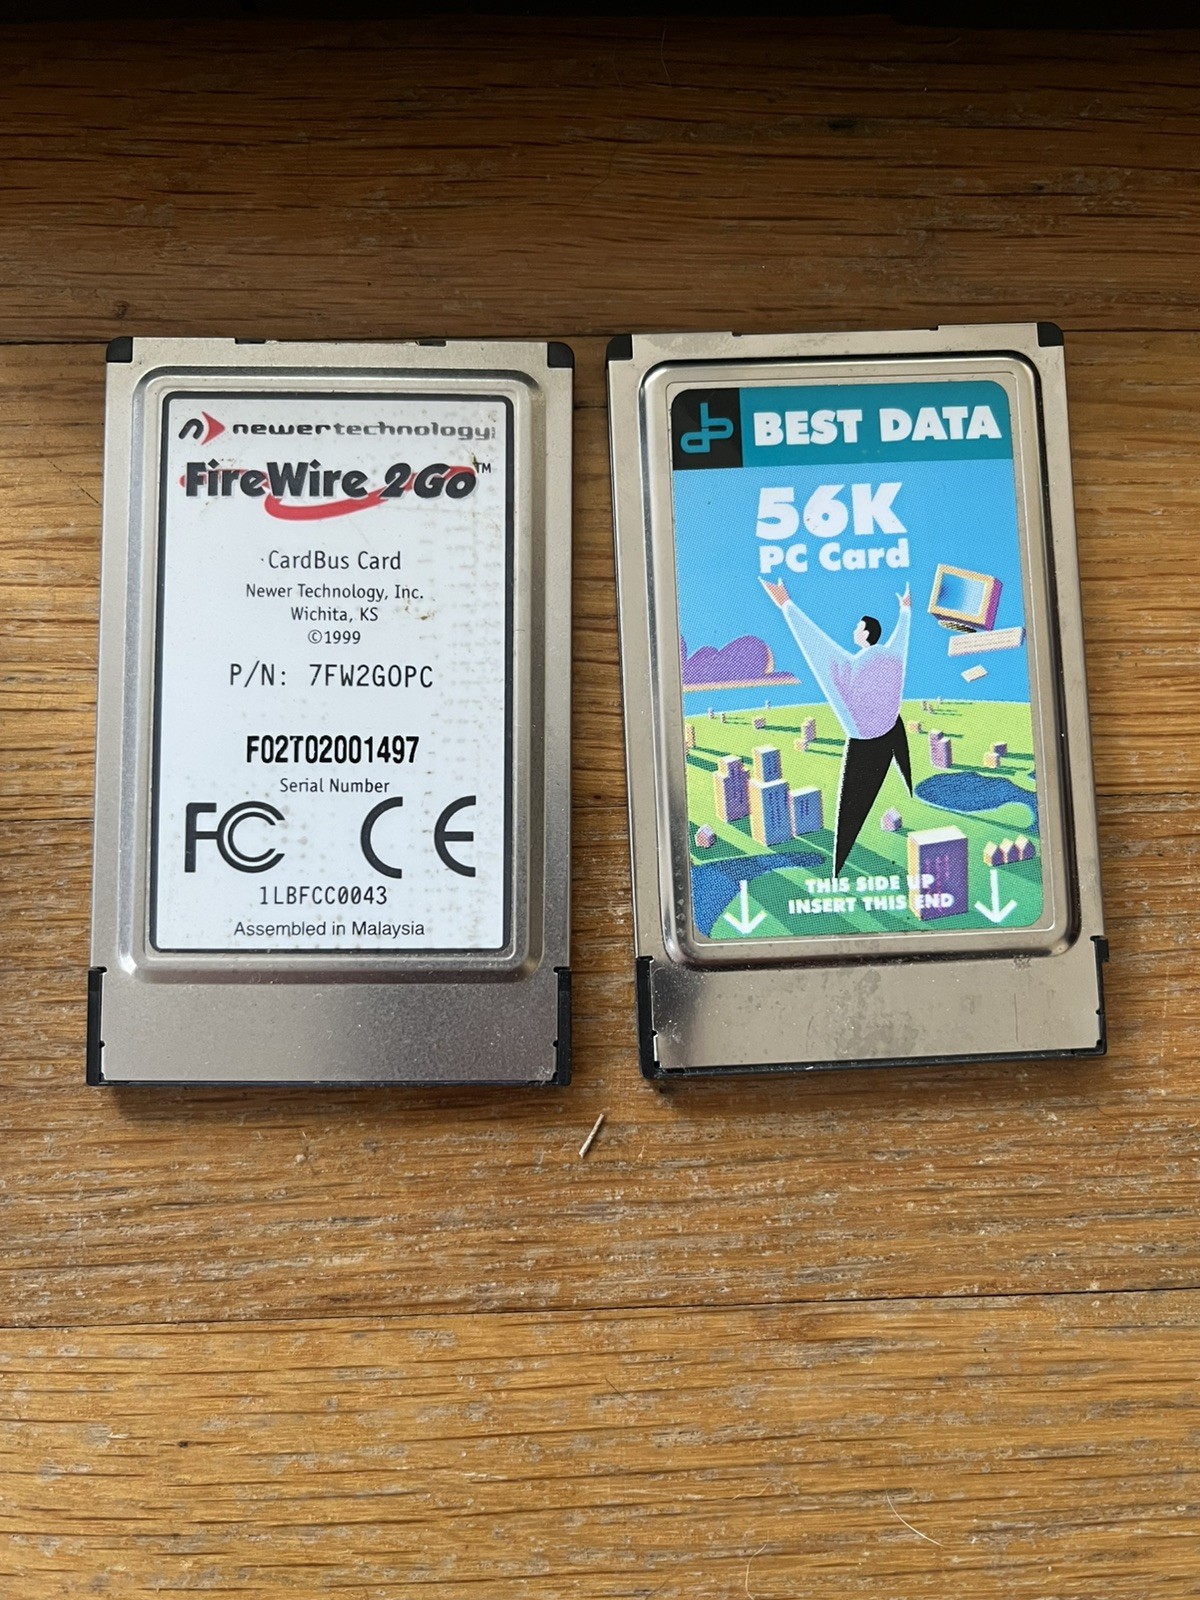 newertechnology
FireWire 2Go™
CardBus Card
Newer Technology, Inc.
Wichita, KS
©1999
P/N: 7FW2GOPC
F02T02001497
Serial Number
FC CE
1LBFCC0043
Assembled in Malaysia
db BEST DATA
56K
PC Card
THIS SIDE UP
INSERT THIS END